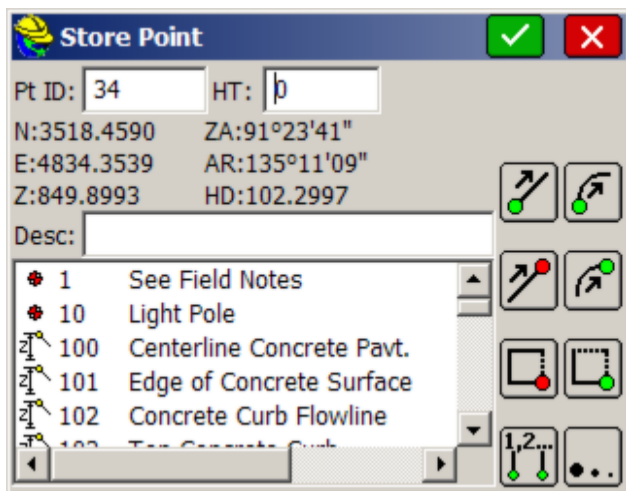 Store Point
Pt ID: 34 HT: 0
N:3518.4590 ZA:91°23'41"
E:4834.3539 AR:135°11'09"
Z:849.8993 HD:102.2997
Desc:
1 See Field Notes
10 Light Pole
100 Centerline Concrete Pavt.
101 Edge of Concrete Surface
102 Concrete Curb Flowline
1,2...